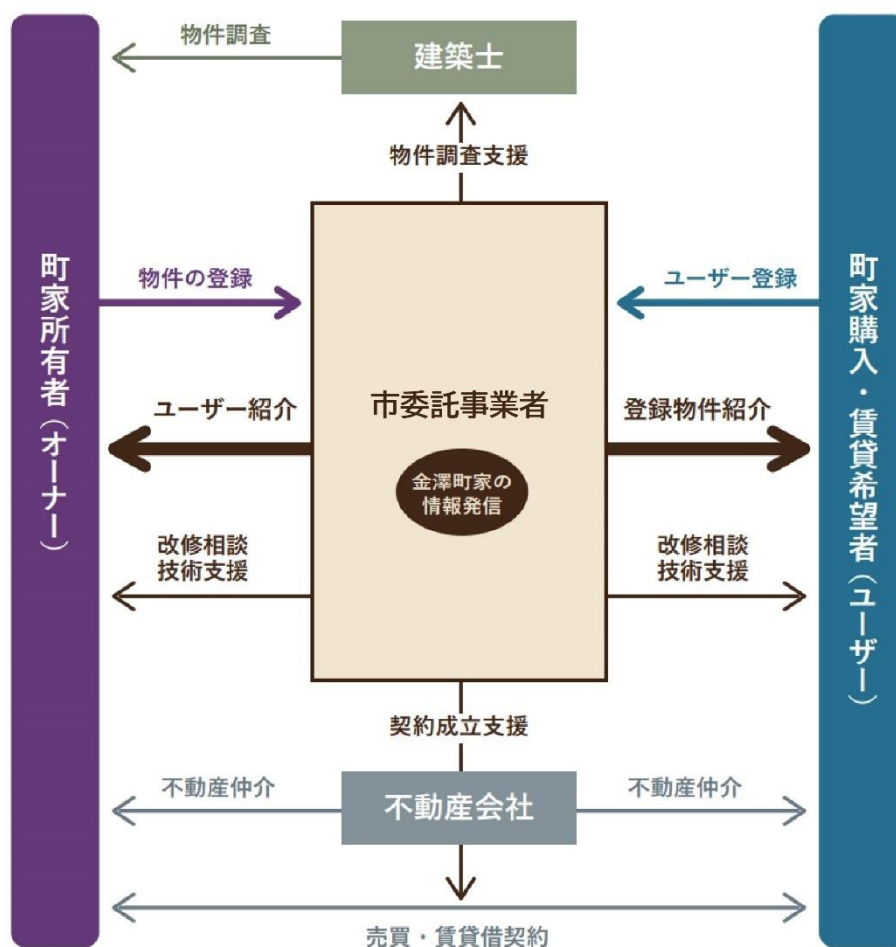 物件調査
建築士
物件調査支援
町家所有者（オーナー）
物件の登録
ユーザー登録
町家購入・賃貸希望者（ユーザー）
ユーザー紹介
市委託事業者
登録物件紹介
金澤町家の
情報発信
改修相談
技術支援
改修相談
技術支援
契約成立支援
不動産仲介
不動産会社
不動産仲介
売買・賃貸借契約